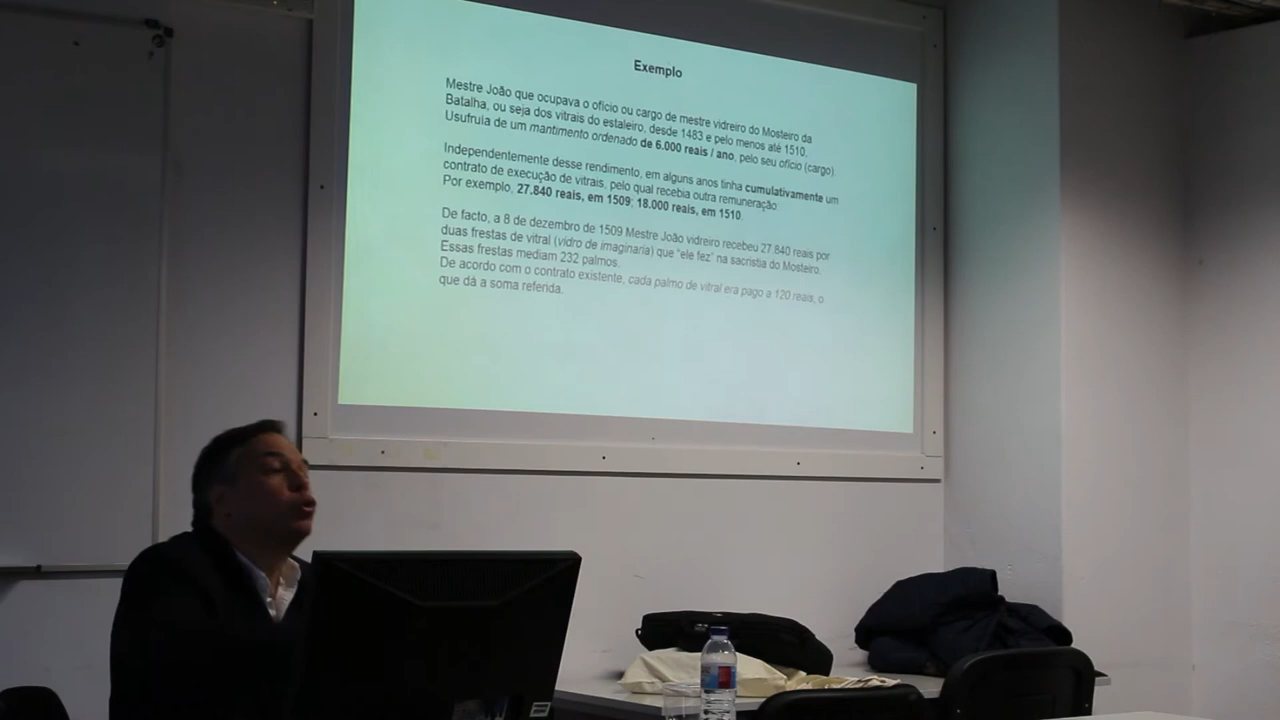 Exemplo
Mestre João que ocupava o ofício ou cargo de mestre vidreiro do Mosteiro da
Batalha, ou seja dos vitrais do estaleiro, desde 1483 e pelo menos até 1510.
Usufruía de um mantimento ordenado de 6.000 reais / ano, pelo seu ofício (cargo).
Independentemente desse rendimento, em alguns anos tinha cumulativamente um
contrato de execução de vitrais, pelo qual recebia outra remuneração:
Por exemplo, 27.840 reais, em 1509; 18.000 reais, em 1510.
De facto, a 8 de dezembro de 1509 Mestre João vidreiro recebeu 27.840 reais por
duas frestas de vitral (vidro de imaginaria) que "ele fez" na sacristia do Mosteiro.
Essas frestas mediam 232 palmos.
De acordo com o contrato existente, cada palmo de vitral era pago a 120 reais, o
que dá a soma referida.